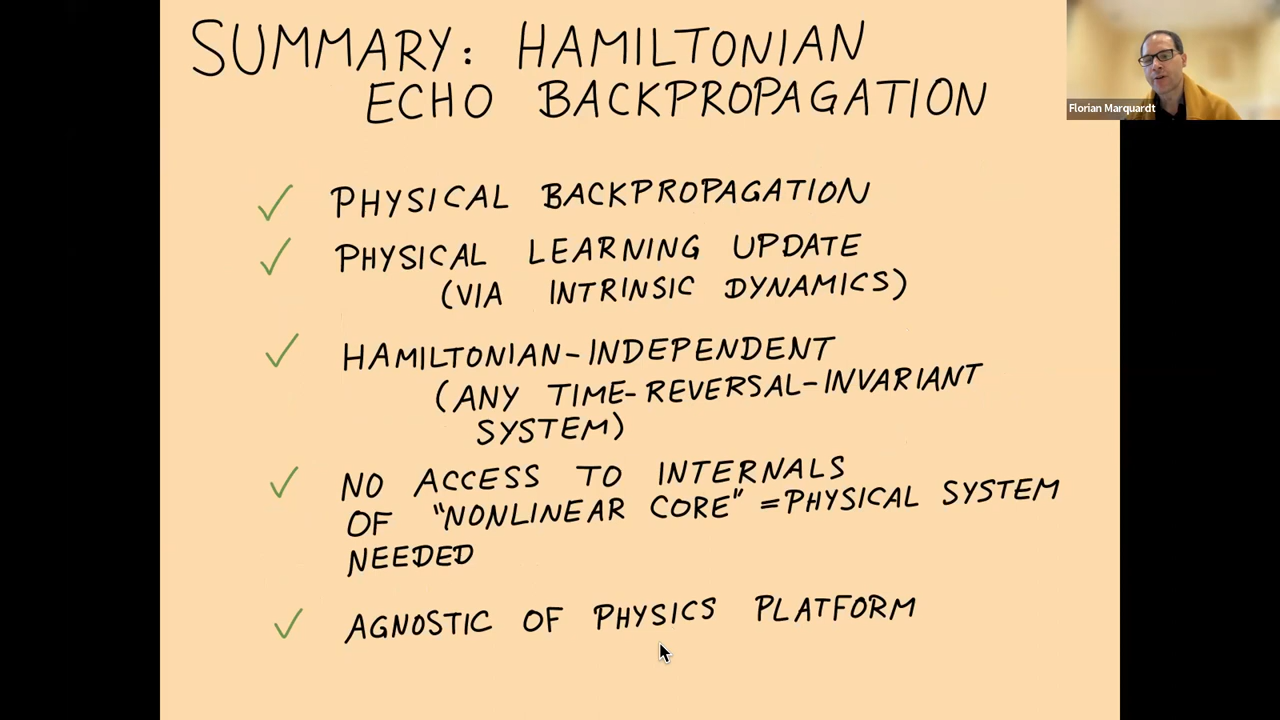 SUMMARY: HAMILTONIAN
ECHO BACKPROPAGATION
Florian Marquardt
✓ PHYSICAL BACKPROPAGATION
✓ PHYSICAL LEARNING UPDATE
(VIA INTRINSIC DYNAMICS)
✓ HAMILTONIAN-INDEPENDENT
(ANY TIME-REVERSAL-INVARIANT
SYSTEM)
✓ NO ACCESS TO INTERNALS
OF "NONLINEAR CORE" = PHYSICAL SYSTEM
NEEDED
✓ AGNOSTIC OF PHYSICS PLATFORM